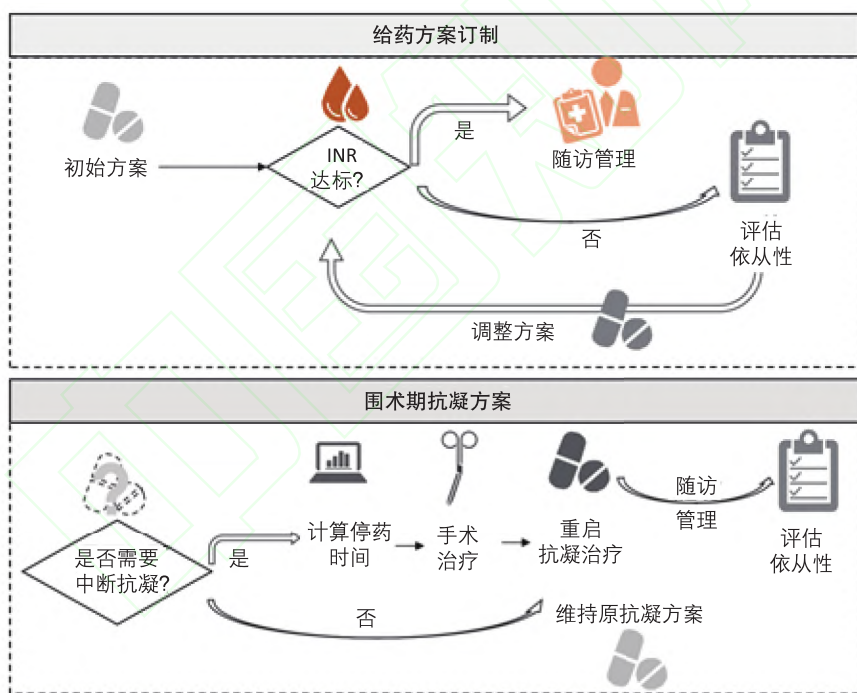 给药方案订制
是
初始方案
INR
达标?
随访管理
否
评估
依从性
调整方案
围术期抗凝方案
是否需要
中断抗凝?
是
计算停药
时间
手术
治疗
重启
抗凝治疗
随访
管理
评估
依从性
否
维持原抗凝方案